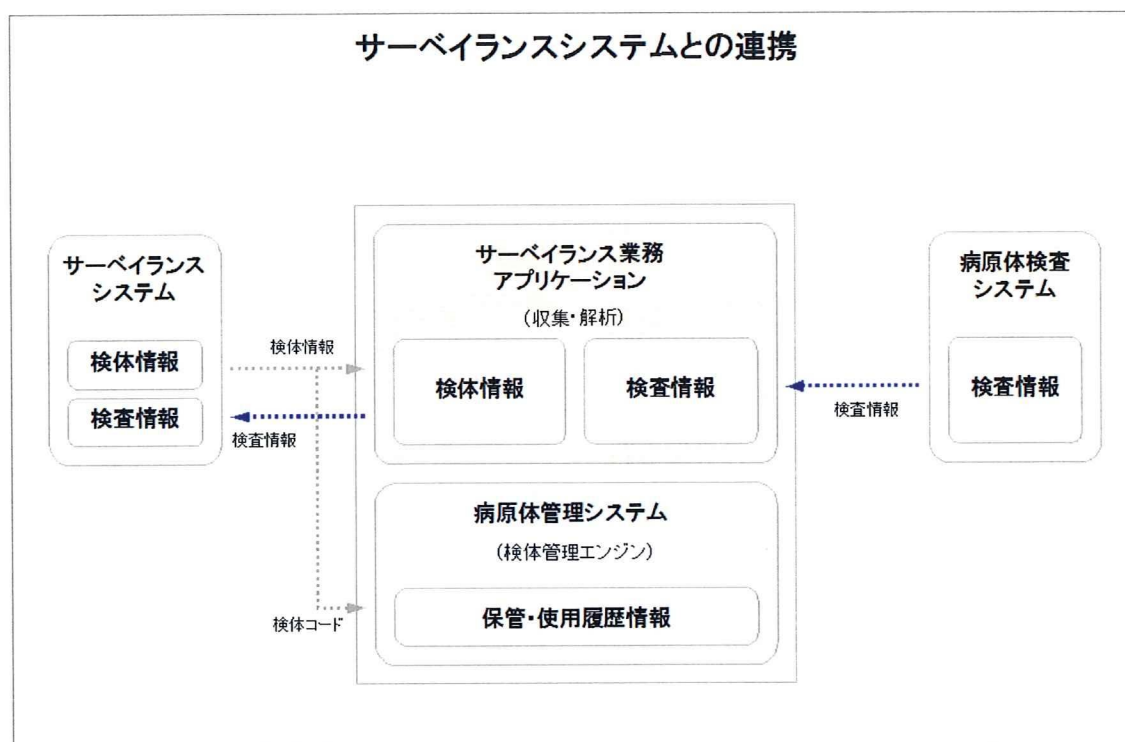 サーベイランスシステムとの連携
サーベイランス
システム
検体情報
検査情報
検体情報
検査情報
検体コード
サーベイランス業務
アプリケーション
(収集・解析)
検体情報
検査情報
病原体管理システム
(検体管理エンジン)
保管・使用履歴情報
検査情報
病原体検査
システム
検査情報